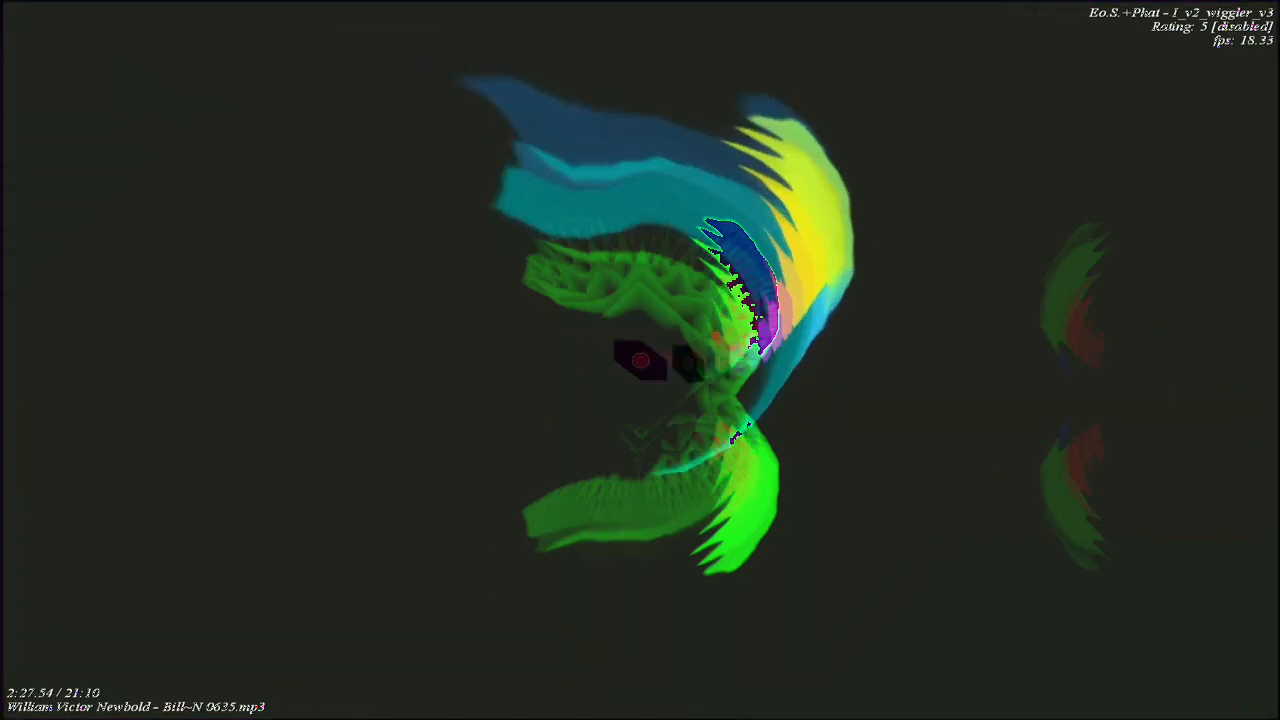 Eo.S.+Phat - I_v2_wiggler_v3
Rating: 5 [disabled]
fps: 18.33
2:27.54 / 21:10
William Victor Newbold - Bill~N 0635.mp3